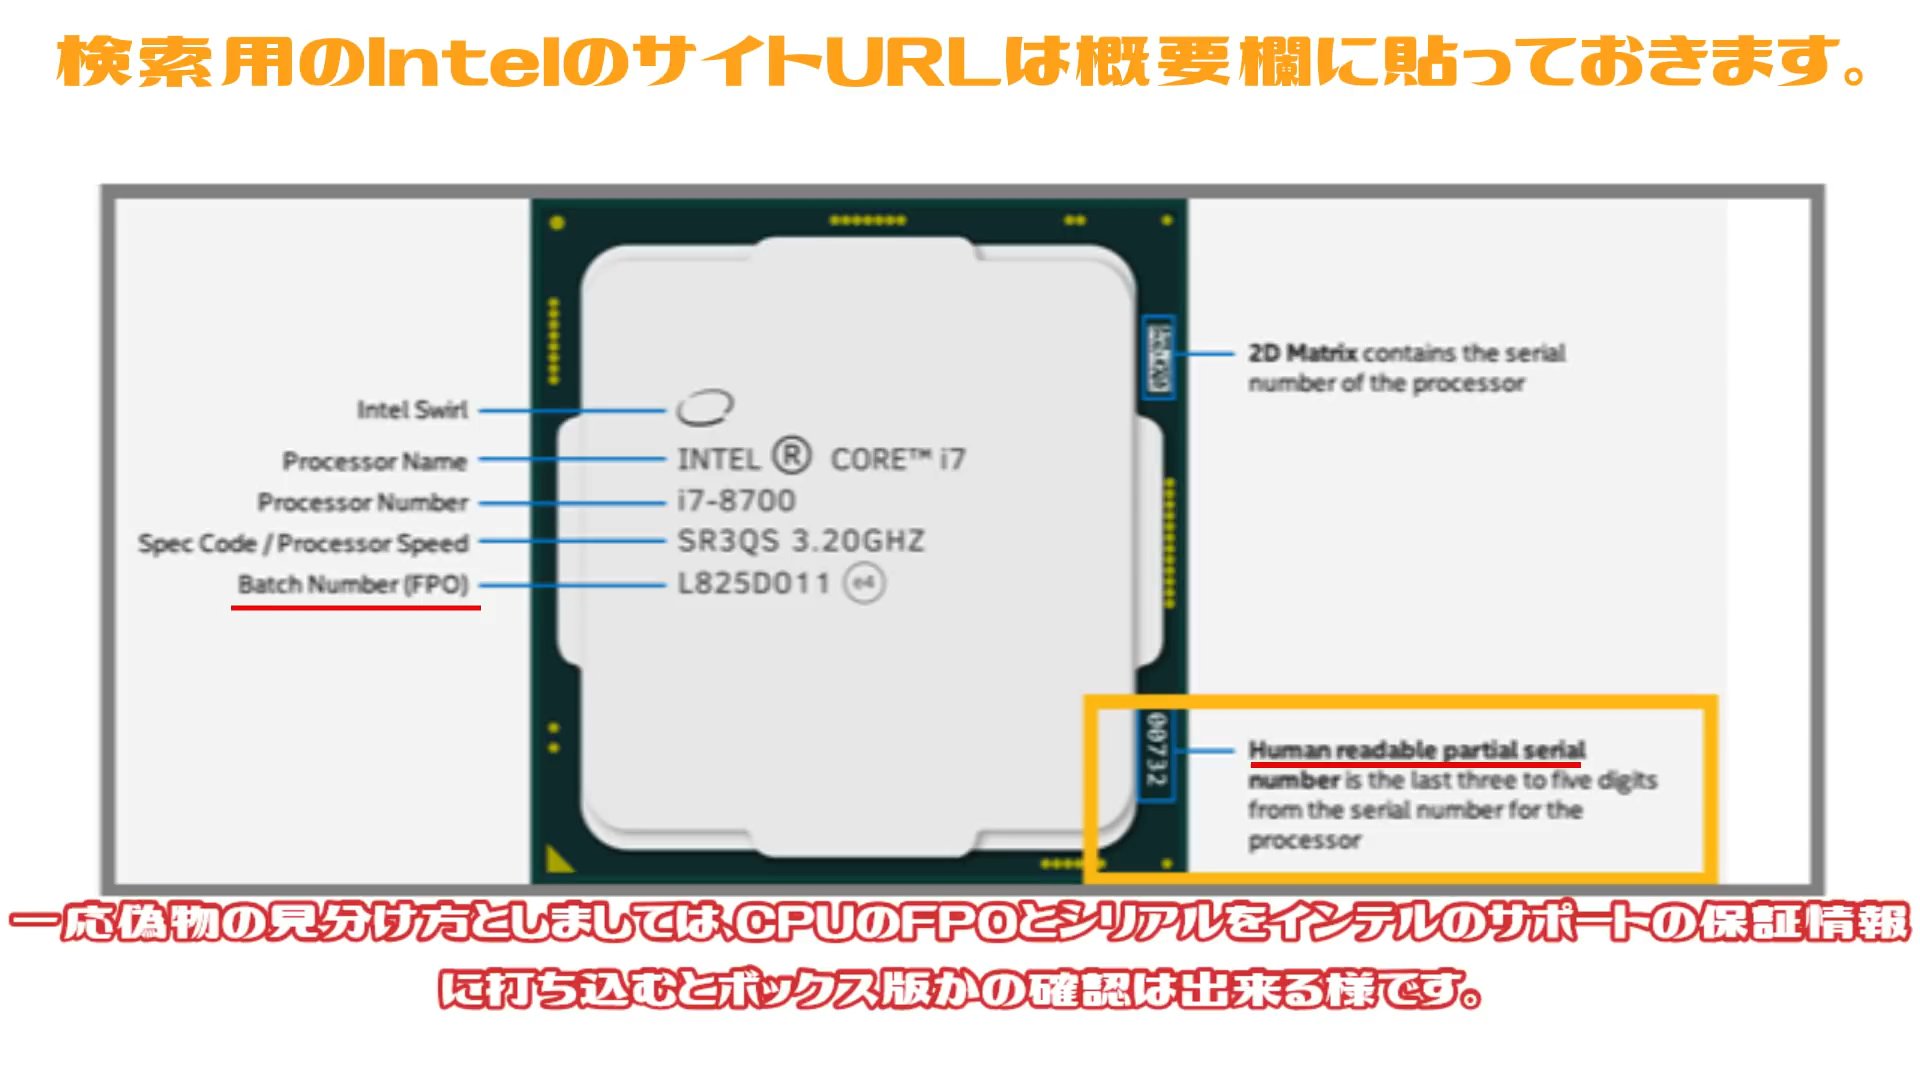 検索用のIntelのサイトURLは概要欄に貼っておきます。
Intel Swirl
Processor Name
Processor Number
Spec Code / Processor Speed
Batch Number (FPO)
INTEL ® CORE™ i7
i7-8700
SR3QS 3.20GHZ
L825D011 e4
2D Matrix contains the serial
number of the processor
00732
Human readable partial serial
number is the last three to five digits
from the serial number for the
processor
一応偽物の見分け方としましては、CPUのFPOとシリアルをインテルのサポートの保証情報
に打ち込むとボックス版かの確認は出来る様です。